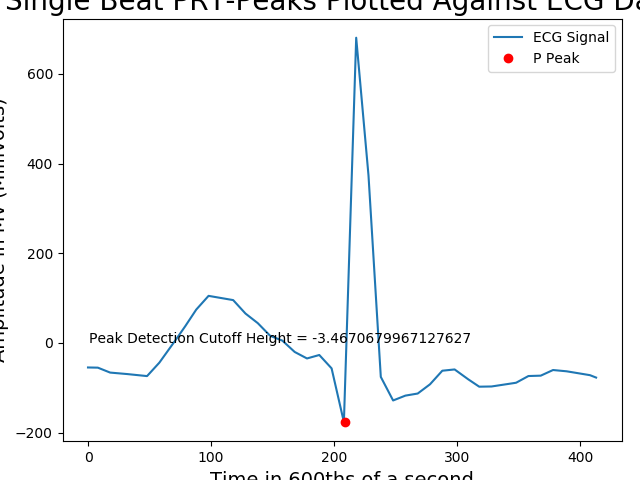 Single Beat PRT-Peaks Plotted Against ECG Da
ECG Signal
P Peak
600
400
200
0
−200
Peak Detection Cutoff Height = -3.4670679967127627
0 100 200 300 400
Time in 600ths of a second
Amplitude in MV (Millivolts)